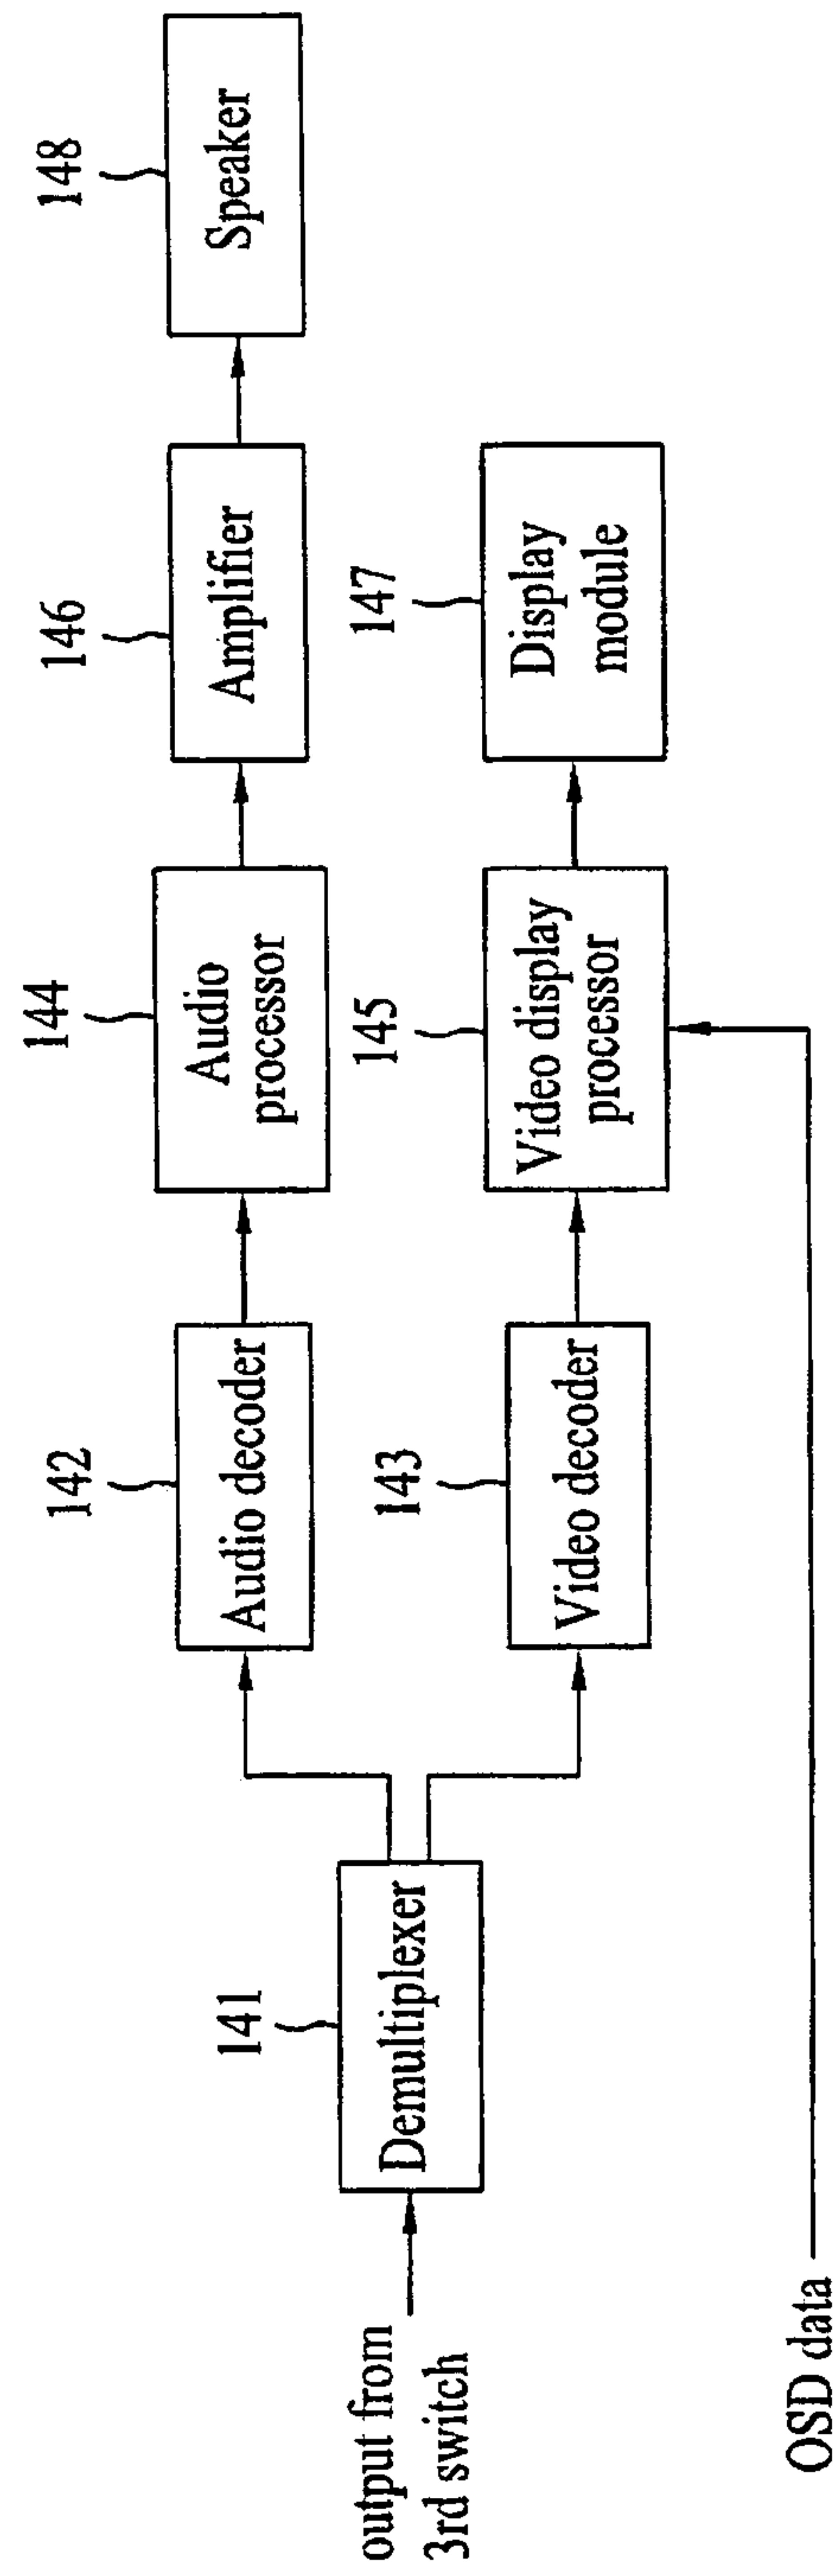 output from
3rd switch
141
Demultiplexer
142
Audio decoder
144
Audio
processor
146
Amplifier
148
Speaker
143
Video decoder
145
Video display
processor
147
Display
module
OSD data